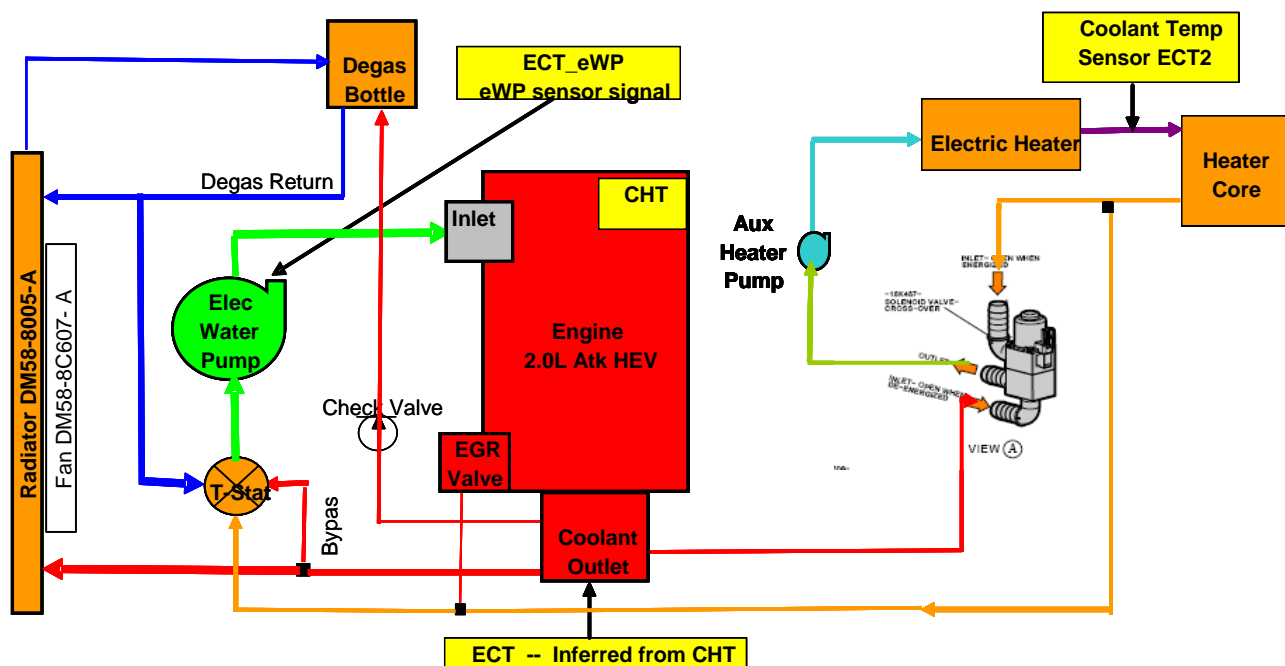 Coolant Temp
Sensor ECT2
Degas
Bottle
ECT_eWP
eWP sensor signal
Electric Heater
Heater
Core
Degas Return
CHT
Inlet
Aux
Heater
Pump
INLET- OPEN WHEN
ENERGIZED
-18K487-
SOLENOID VALVE-
CROSS-OVER
Elec
Water
Pump
Engine
2.0L Atk HEV
OUTLET
INLET- OPEN WHEN
DE-ENERGIZED
Radiator DM58-8005-A
Fan DM58-8C607- A
Check Valve
VIEW A
EGR
Valve
T-Stat
Bypas
Coolant
Outlet
ECT -- Inferred from CHT